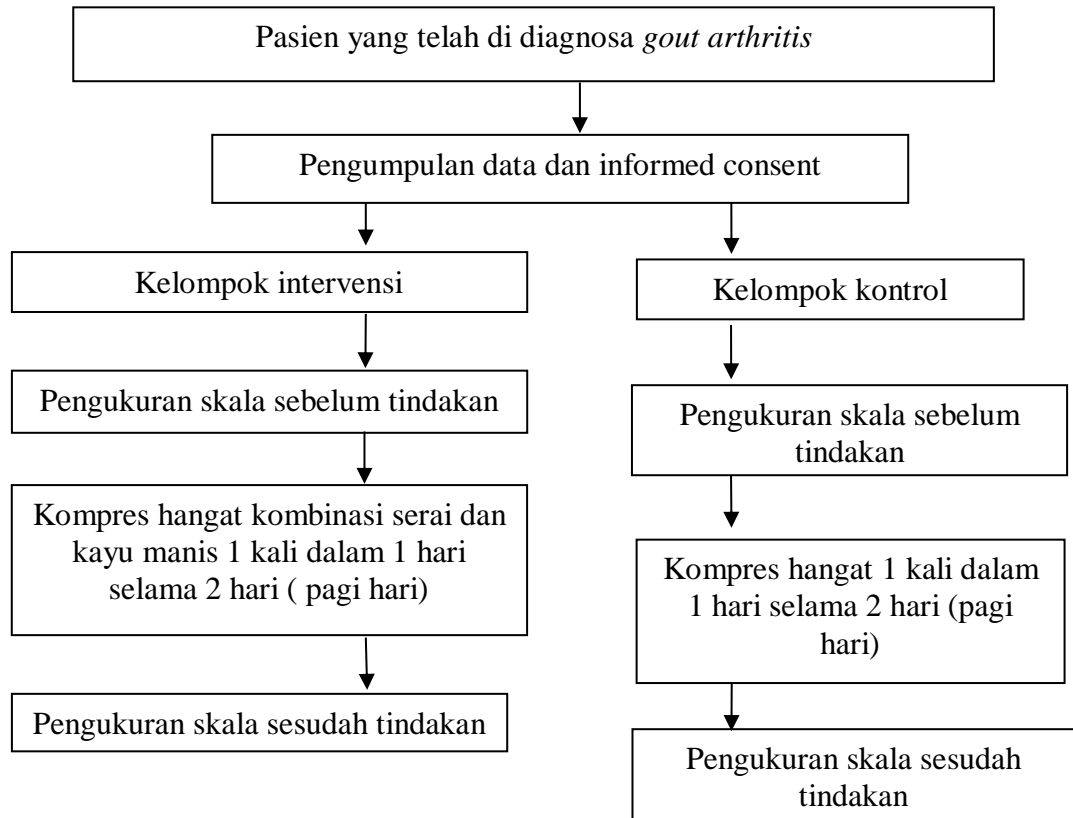 Pasien yang telah di diagnosa gout arthritis
Pengumpulan data dan informed consent
Kelompok intervensi
Kelompok kontrol
Pengukuran skala sebelum tindakan
Pengukuran skala sebelum
tindakan
Kompres hangat kombinasi serai dan
kayu manis 1 kali dalam 1 hari
selama 2 hari ( pagi hari)
Kompres hangat 1 kali dalam
1 hari selama 2 hari (pagi
hari)
Pengukuran skala sesudah tindakan
Pengukuran skala sesudah
tindakan